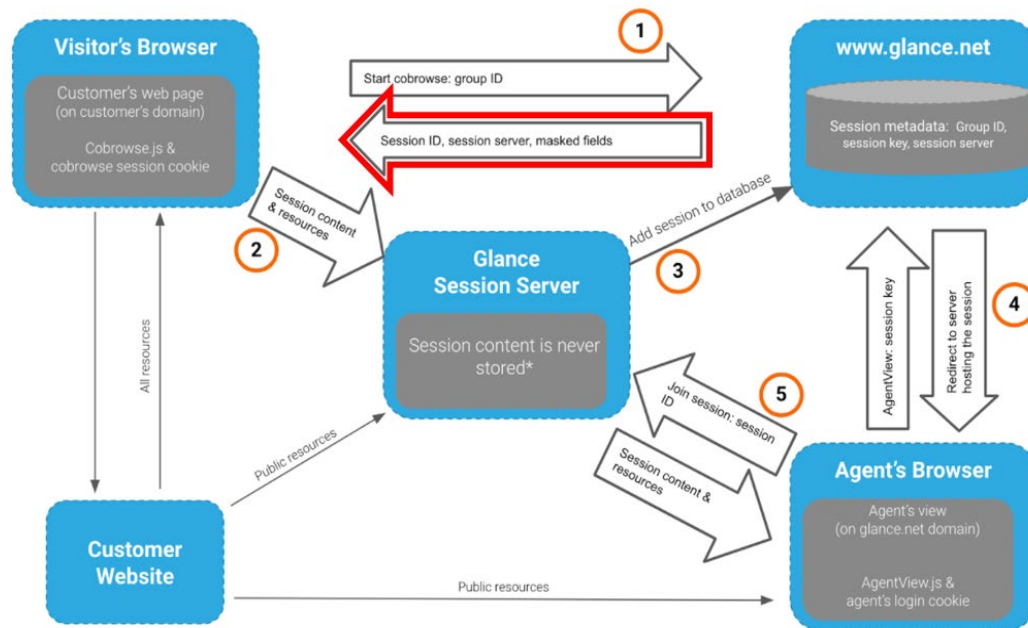 Visitor's Browser
Customer's web page
(on customer's domain)
Cobrowse.js &
cobrowse session cookie
1
Start cobrowse: group ID
Session ID, session server, masked fields
www.glance.net
Session metadata: Group ID,
session key, session server
2
Session content
& resources
Add session to database
3
Glance
Session Server
Session content is never
stored*
AgentView: session key
Redirect to server
hosting the session
4
All resources
Public resources
5
Join session: session
ID
Session content &
resources
Customer
Website
Public resources
Agent's Browser
Agent's view
(on glance.net domain)
AgentView.js &
agent's login cookie